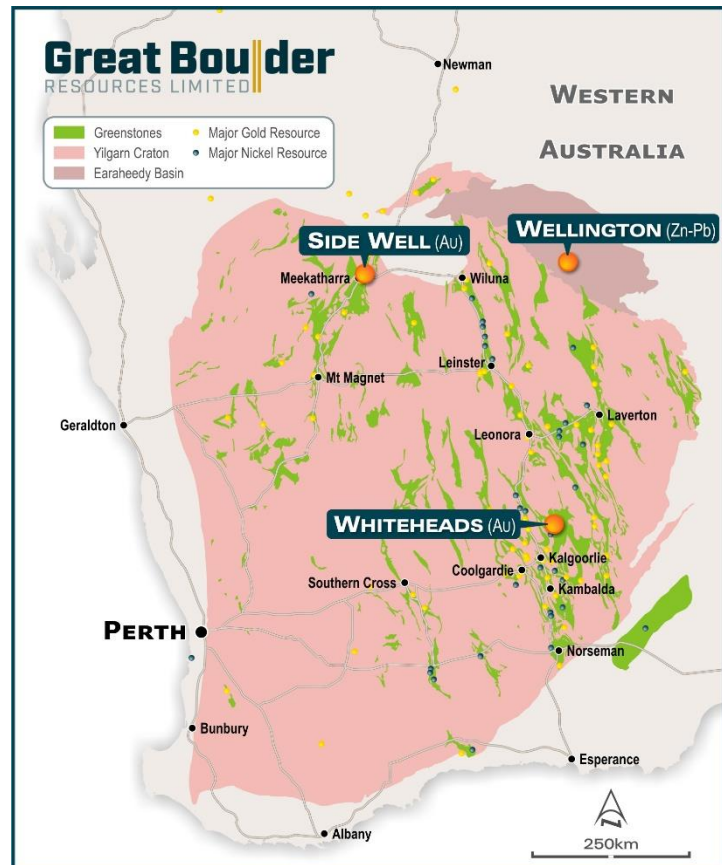 Great Boulder
RESOURCES LIMITED
Newman
WESTERN
AUSTRALIA
Greenstones
Major Gold Resource
Yilgarn Craton
Major Nickel Resource
Earaheedy Basin
SIDE WELL (Au)
WELLINGTON (Zn-Pb)
Meekatharra
Wiluna
Leinster
Mt Magnet
Laverton
Geraldton
Leonora
WHITEHEADS (Au)
Kalgoorlie
Coolgardie
Southern Cross
Kambalda
PERTH
Norseman
Bunbury
Esperance
N
Albany
250km